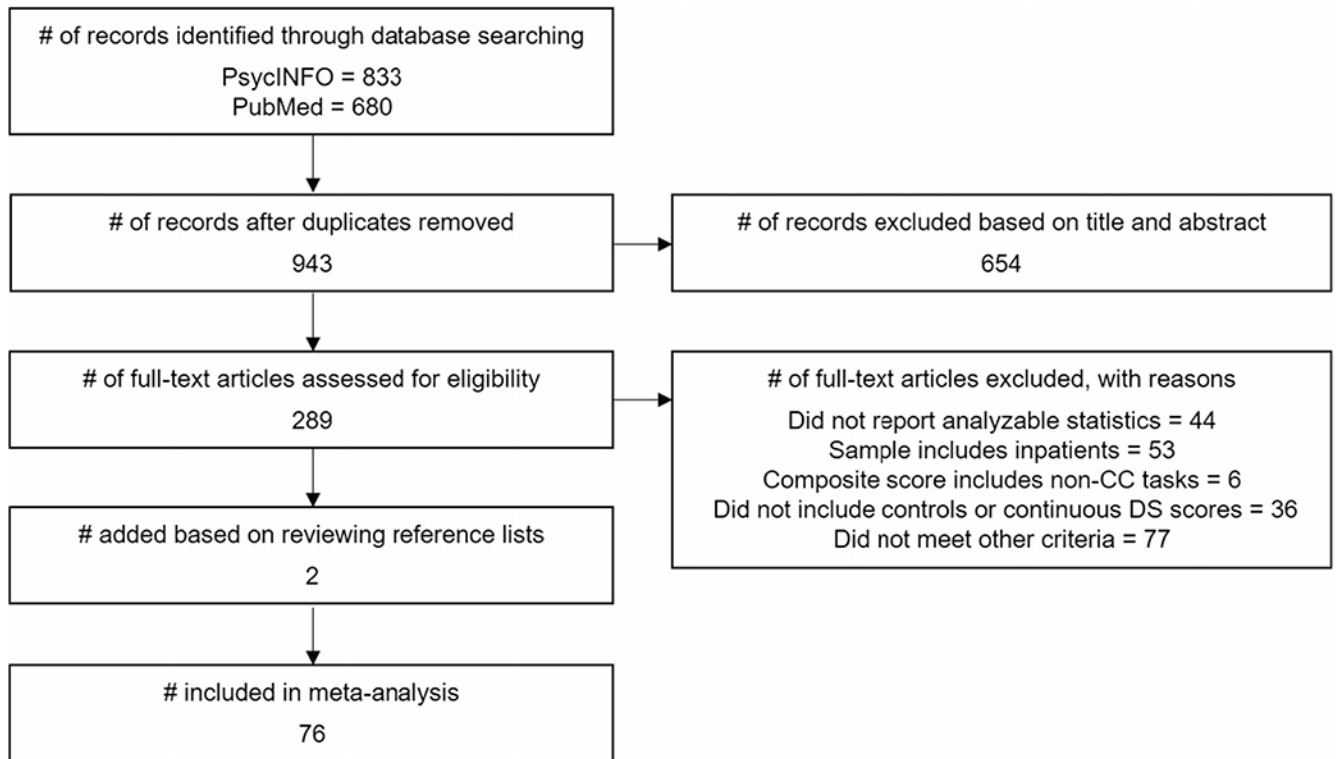 # of records identified through database searching
PsycINFO = 833
PubMed = 680
# of records after duplicates removed
943
# of records excluded based on title and abstract
654
# of full-text articles assessed for eligibility
289
# of full-text articles excluded, with reasons
Did not report analyzable statistics = 44
Sample includes inpatients = 53
Composite score includes non-CC tasks = 6
Did not include controls or continuous DS scores = 36
Did not meet other criteria = 77
# added based on reviewing reference lists
2
# included in meta-analysis
76